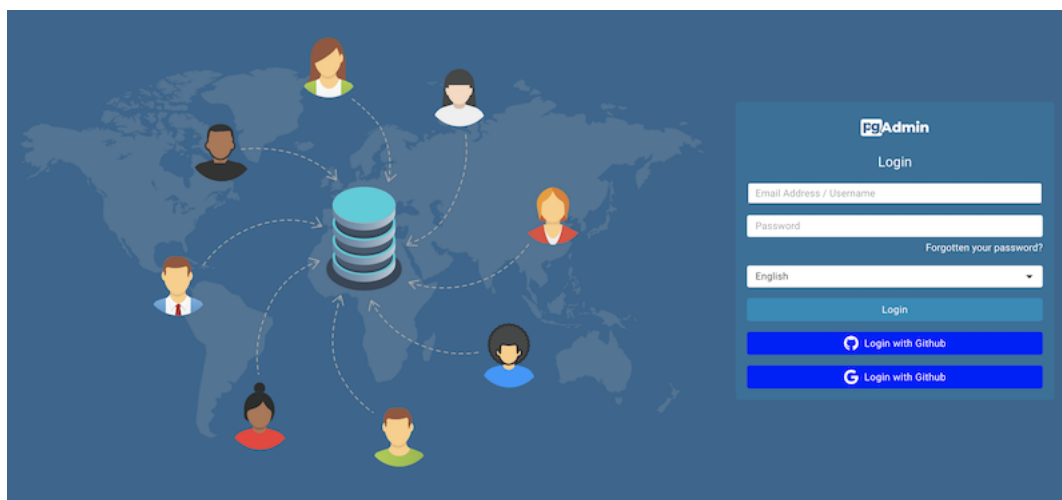 pgAdmin
Login
Email Address / Username
Password
Forgotten your password?
English
Login
Login with Github
Login with Github